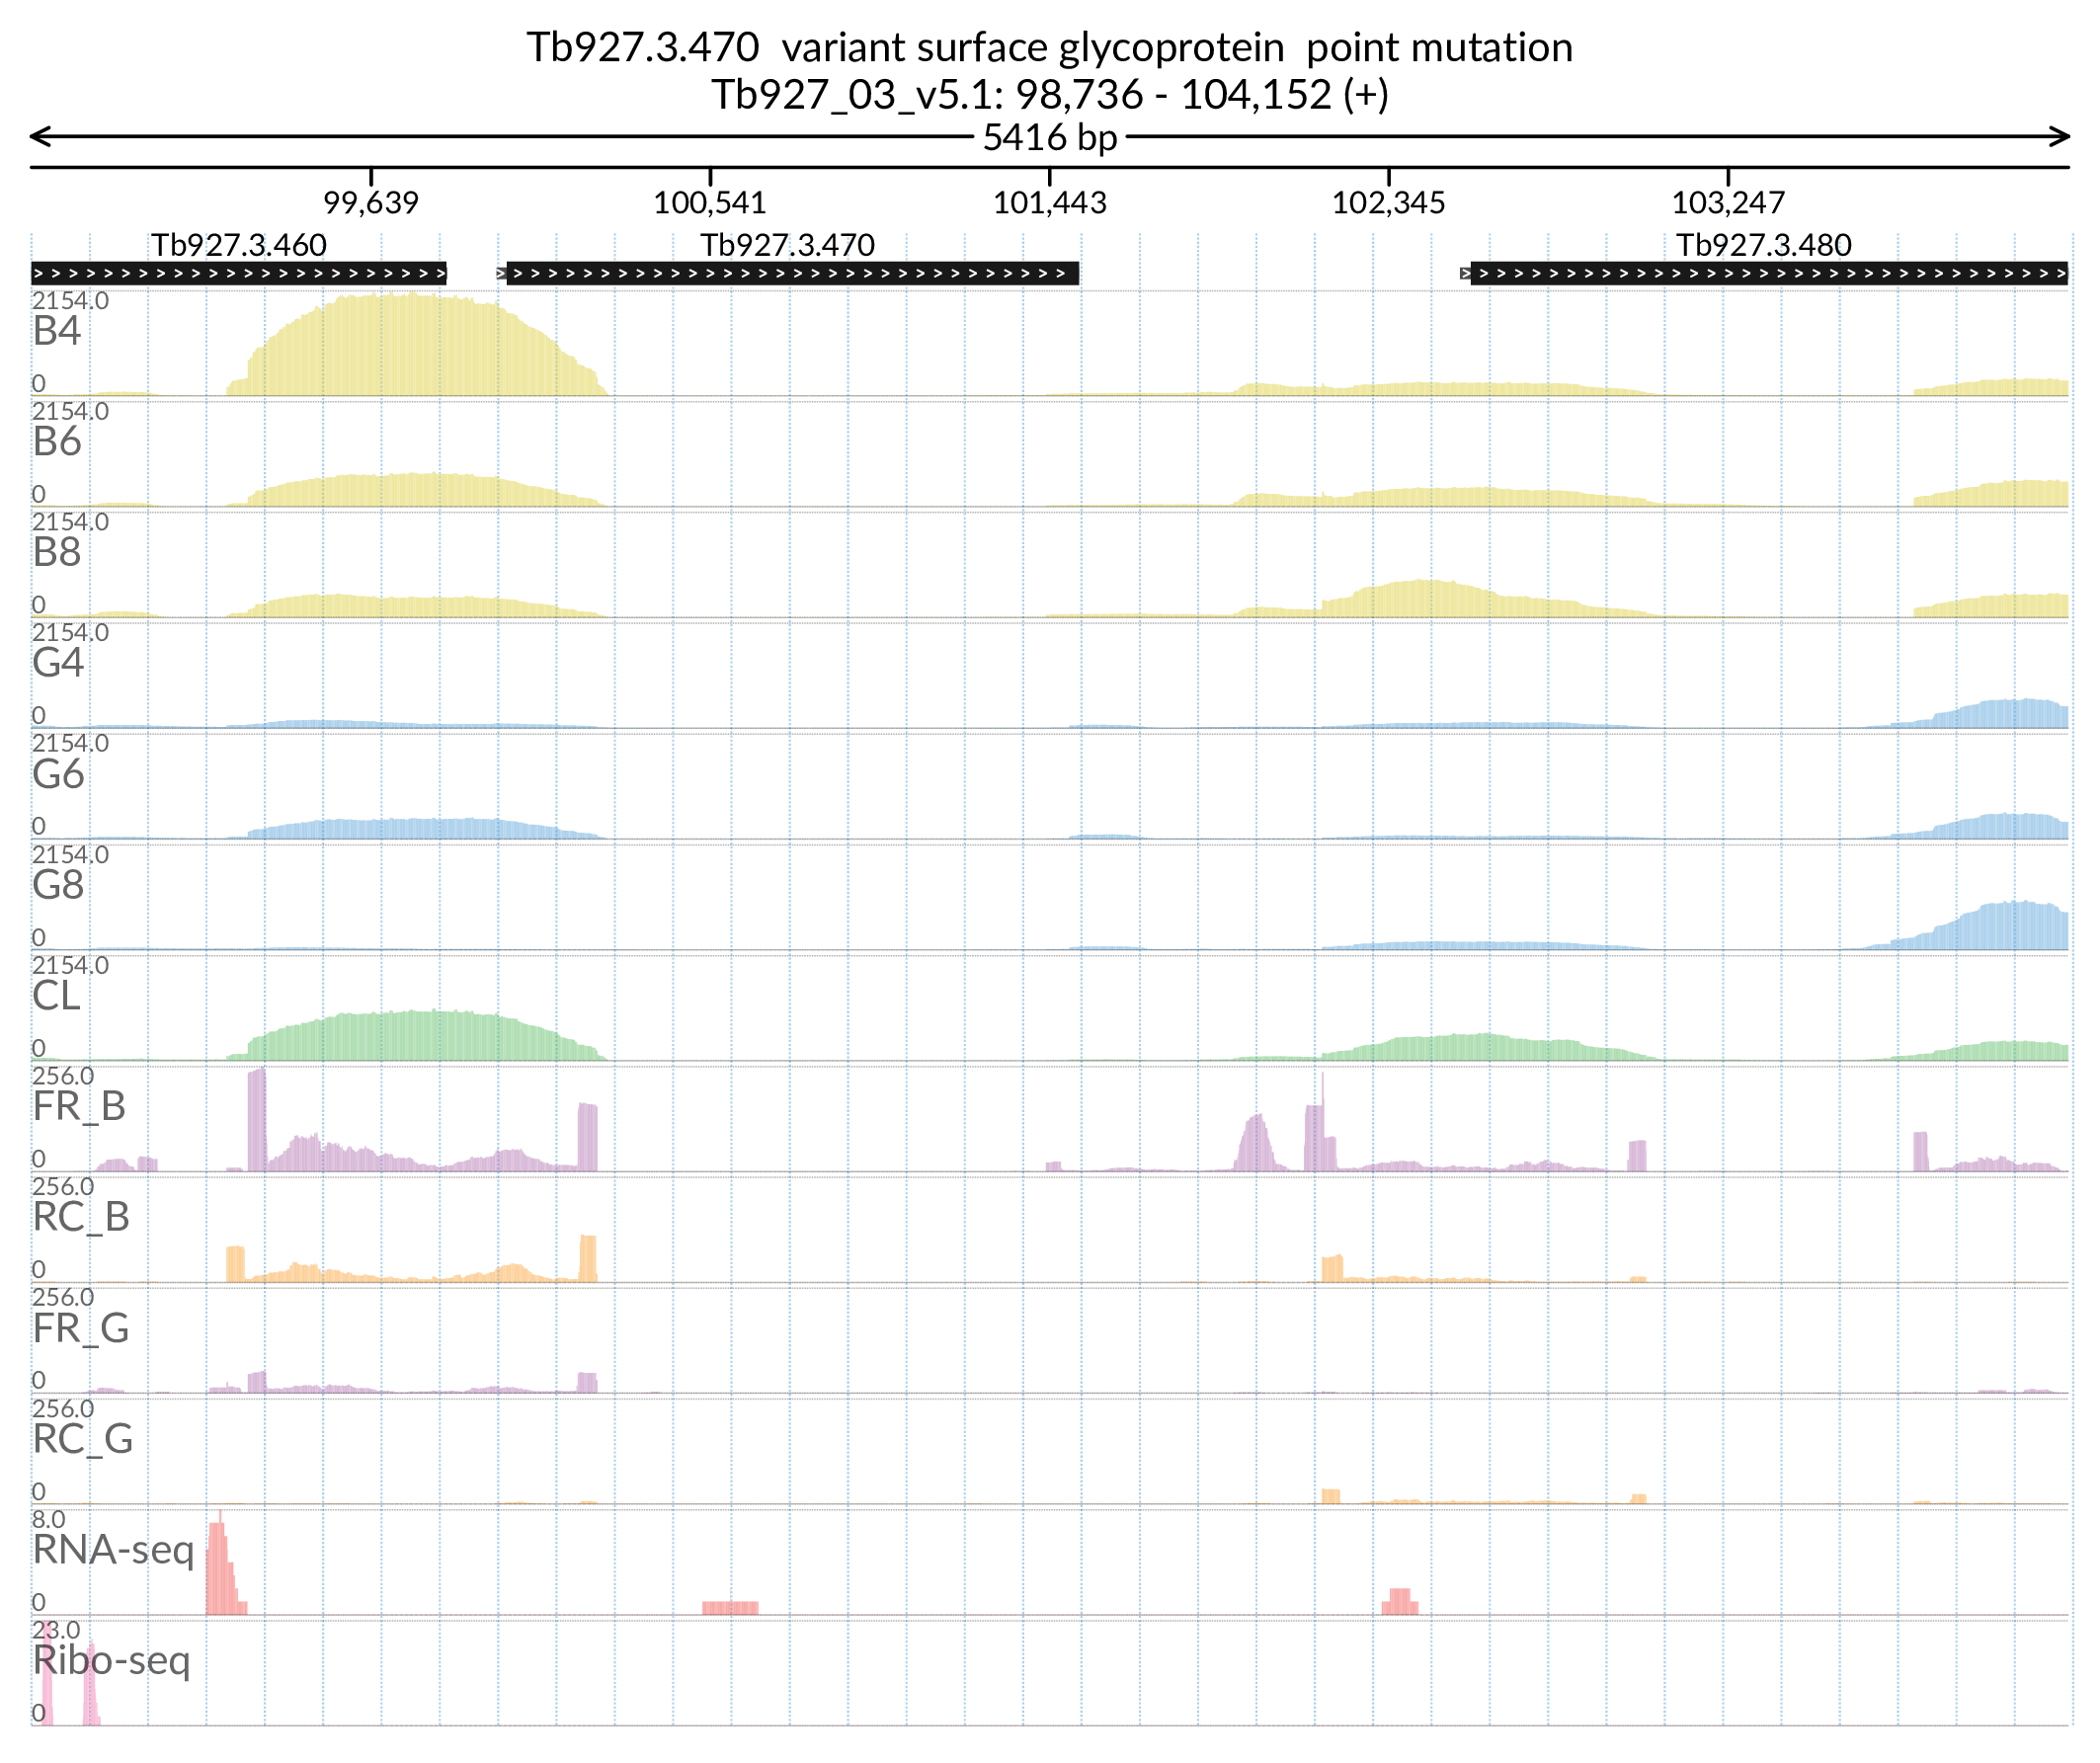 Tb927.3.470 variant surface glycoprotein point mutation
Tb927_03_v5.1: 98,736 - 104,152 (+)
5416 bp
99,639 100,541 101,443 102,345 103,247
Tb927.3.460 Tb927.3.470 Tb927.3.480
2154.0
B4
0
2154.0
B6
0
2154.0
B8
0
2154.0
G4
0
2154.0
G6
0
2154.0
G8
0
2154.0
CL
0
256.0
FR_B
0
256.0
RC_B
0
256.0
FR_G
0
256.0
RC_G
0
8.0
RNA-seq
0
23.0
Ribo-seq
0